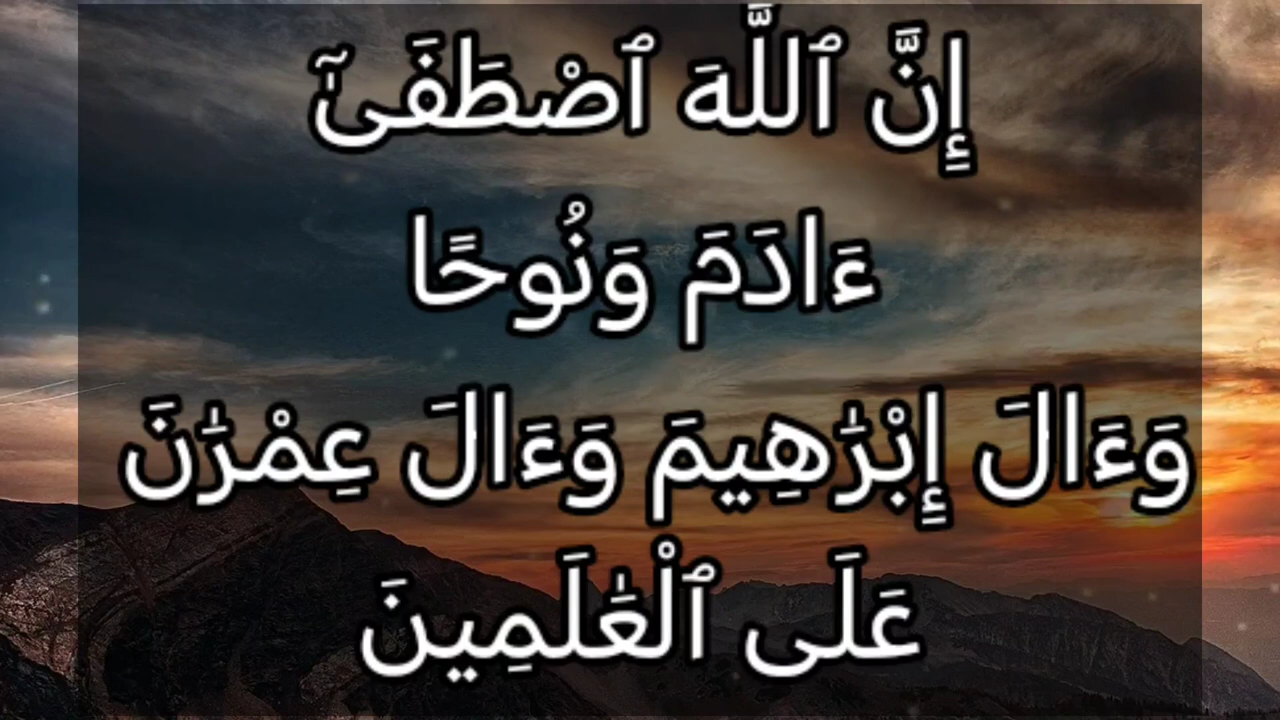 إِنَّ ٱللَّهَ ٱصْطَفَىٰٓ
ءَادَمَ وَنُوحًا
وَءَالَ إِبْرَٰهِيمَ وَءَالَ عِمْرَٰنَ
عَلَى ٱلْعَٰلَمِينَ